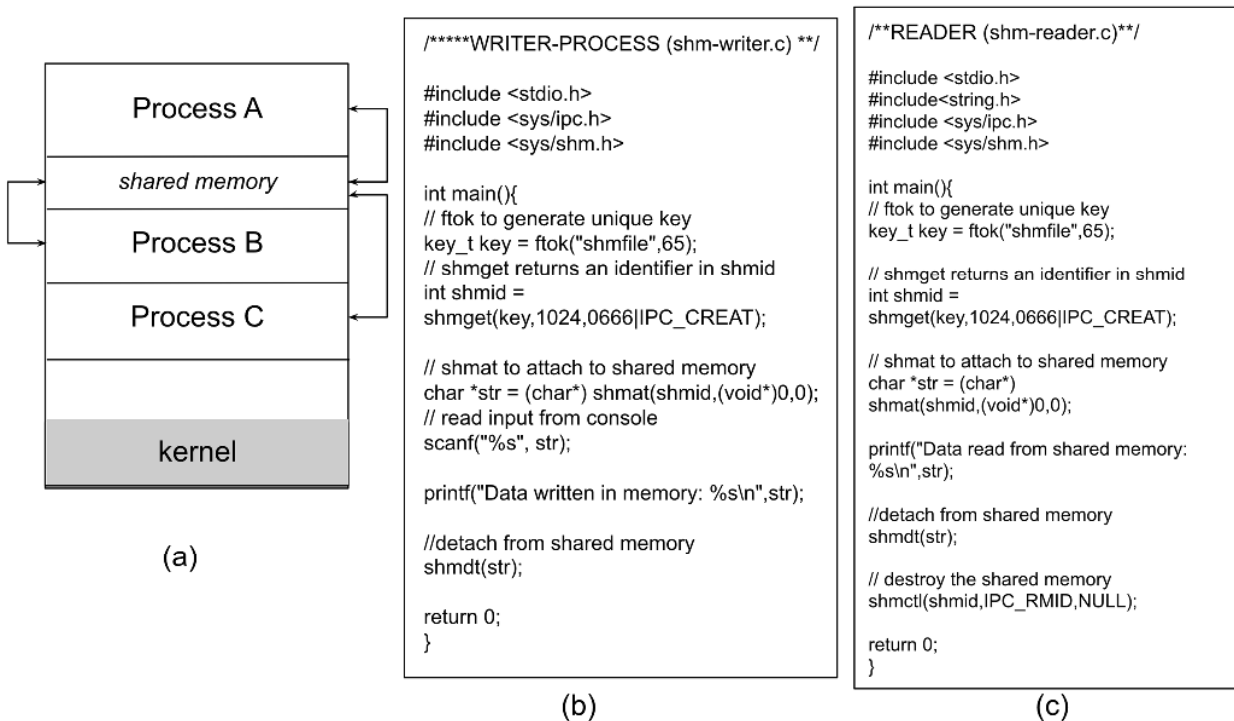 Process A
shared memory
Process B
Process C
kernel
(a)
/*****WRITER-PROCESS (shm-writer.c) **/
#include <stdio.h>
#include <sys/ipc.h>
#include <sys/shm.h>
int main(){
// ftok to generate unique key
key_t key = ftok("shmfile",65);
// shmget returns an identifier in shmid
int shmid =
shmget(key,1024,0666|IPC_CREAT);
// shmat to attach to shared memory
char *str = (char*) shmat(shmid,(void*)0,0);
// read input from console
scanf("%s", str);
printf("Data written in memory: %s\n",str);
//detach from shared memory
shmdt(str);
return 0;
}
(b)
/**READER (shm-reader.c)**/
#include <stdio.h>
#include<string.h>
#include <sys/ipc.h>
#include <sys/shm.h>
int main(){
// ftok to generate unique key
key_t key = ftok("shmfile",65);
// shmget returns an identifier in shmid
int shmid =
shmget(key,1024,0666|IPC_CREAT);
// shmat to attach to shared memory
char *str = (char*)
shmat(shmid,(void*)0,0);
printf("Data read from shared memory:
%s\n",str);
//detach from shared memory
shmdt(str);
// destroy the shared memory
shmctl(shmid,IPC_RMID,NULL);
return 0;
}
(c)